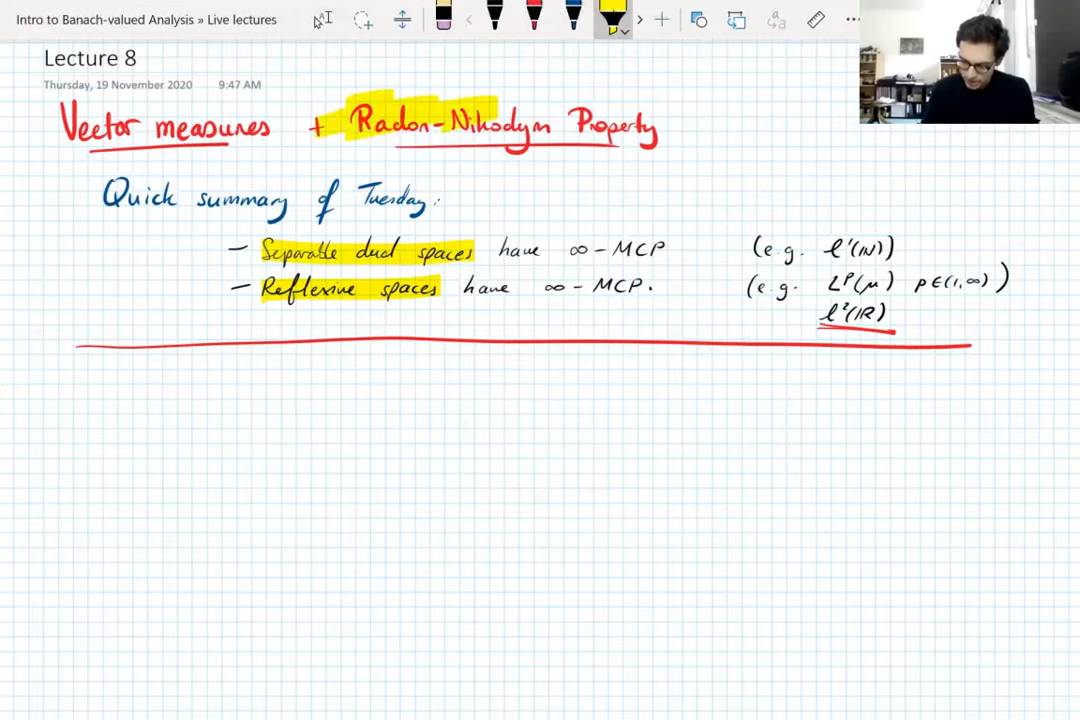 Intro to Banach-valued Analysis » Live lectures
Lecture 8
Thursday, 19 November 2020 9:47 AM
Vector measures + Radon-Nikodym Property
Quick summary of Tuesday:
— Separable dual spaces have ∞-MCP (e.g. ℓ¹(ℕ))
— Reflexive spaces have ∞-MCP. (e.g. L^p(μ) p∈(1,∞))
ℓ²(ℝ)